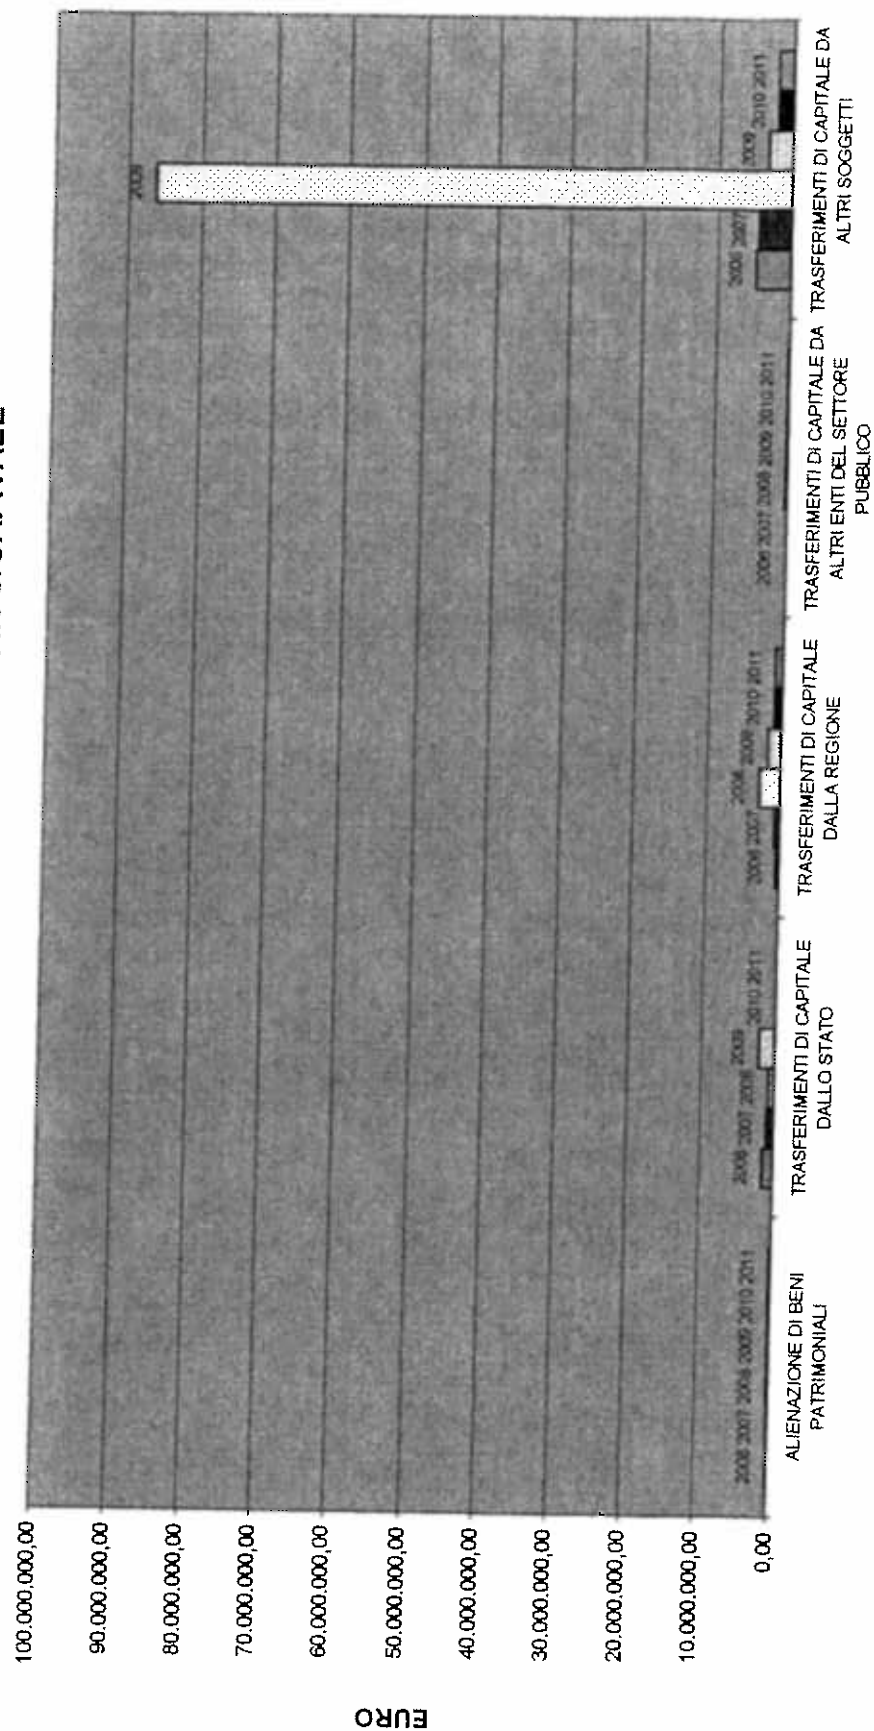 EURO
100.000.000,00
90.000.000,00
80.000.000,00
70.000.000,00
60.000.000,00
50.000.000,00
40.000.000,00
30.000.000,00
20.000.000,00
10.000.000,00
0,00
2006 2007 2008 2009 2010 2011
2006 2007 2008 2009 2010 2011
2006 2007 2008 2009 2010 2011
2006 2007 2008 2009 2010 2011
2006 2007 2008 2009 2010 2011
ALIENAZIONE DI BENI
PATRIMONIALI
TRASFERIMENTI DI CAPITALE
DALLO STATO
TRASFERIMENTI DI CAPITALE
DALLA REGIONE
TRASFERIMENTI DI CAPITALE DA
ALTRI ENTI DEL SETTORE
PUBBLICO
TRASFERIMENTI DI CAPITALE DA
ALTRI SOGGETTI